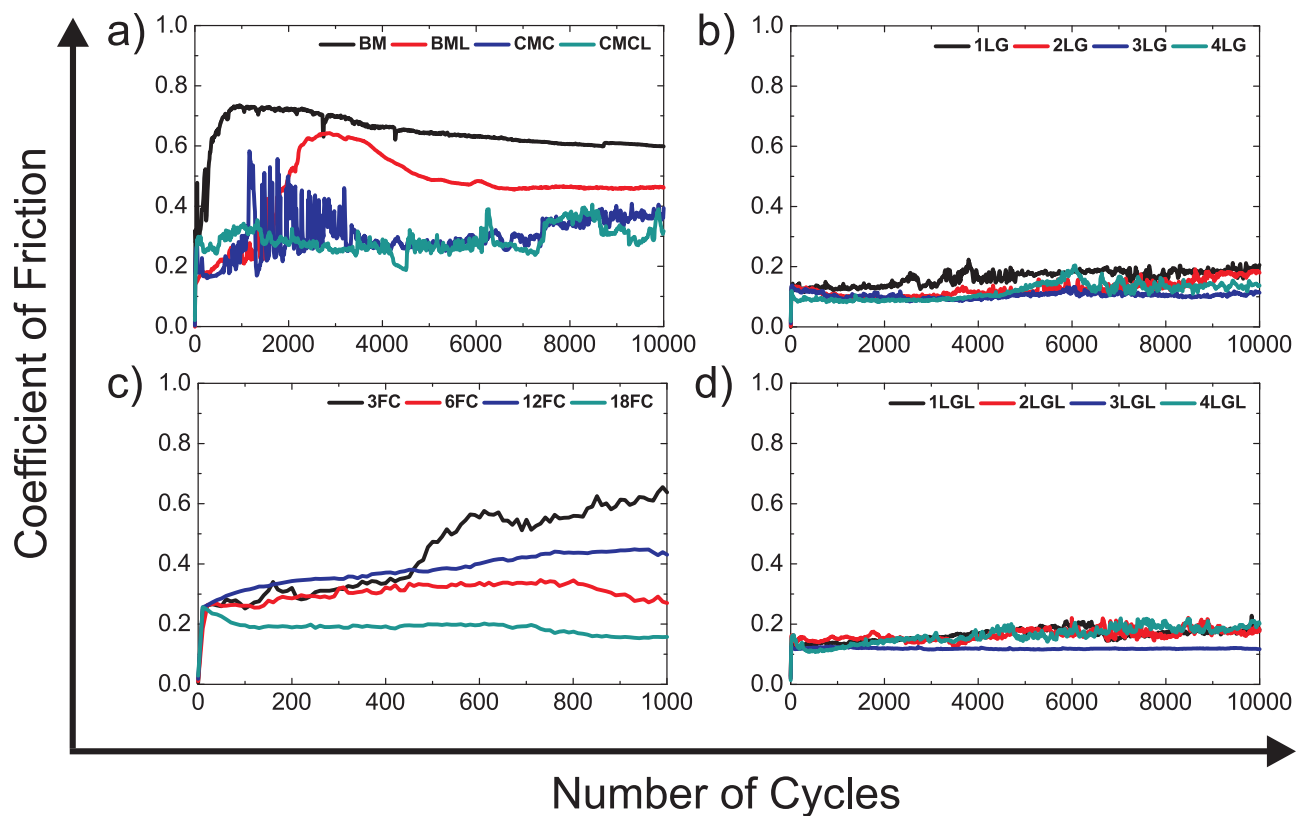 a)
BM BML CMC CMCL
1.0
0.8
0.6
0.4
0.2
0.0
0 2000 4000 6000 8000 10000
b)
1LG 2LG 3LG 4LG
1.0
0.8
0.6
0.4
0.2
0.0
0 2000 4000 6000 8000 10000
c)
3FC 6FC 12FC 18FC
1.0
0.8
0.6
0.4
0.2
0.0
0 200 400 600 800 1000
d)
1LGL 2LGL 3LGL 4LGL
1.0
0.8
0.6
0.4
0.2
0.0
0 2000 4000 6000 8000 10000
Coefficient of Friction
Number of Cycles